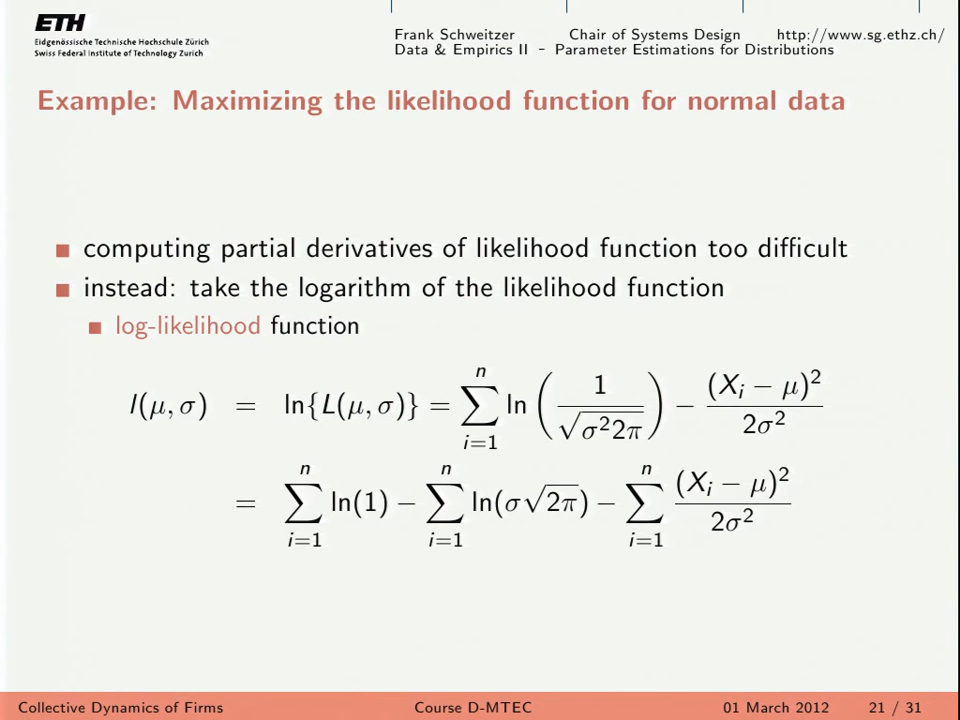 ETH
Eidgenössische Technische Hochschule Zürich
Swiss Federal Institute of Technology Zurich
Frank Schweitzer Chair of Systems Design http://www.sg.ethz.ch/
Data & Empirics II - Parameter Estimations for Distributions
Example: Maximizing the likelihood function for normal data
computing partial derivatives of likelihood function too difficult
instead: take the logarithm of the likelihood function
log-likelihood function
l(μ, σ) = ln{L(μ, σ)} = ∑_{i=1}^{n} ln(1/√(σ²2π)) − (X_i − μ)²/2σ²
= ∑_{i=1}^{n} ln(1) − ∑_{i=1}^{n} ln(σ√2π) − ∑_{i=1}^{n} (X_i − μ)²/2σ²
Collective Dynamics of Firms Course D-MTEC 01 March 2012 21 / 31